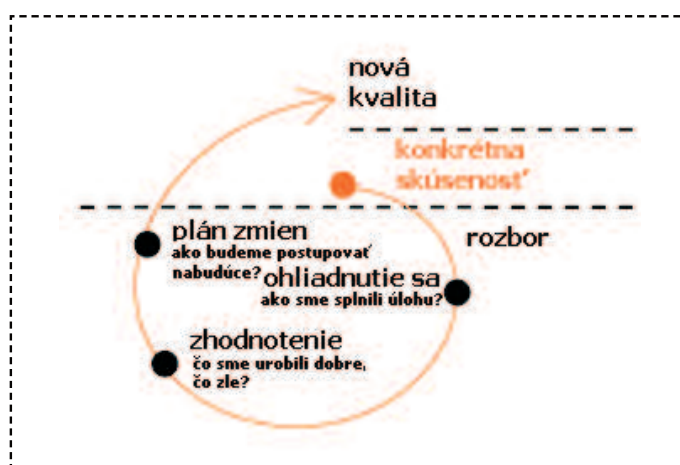 nová
kvalita
konkrétna
skúsenosť
rozbor
plán zmien
ako budeme postupovať
nabudúce?
ohliadnutie sa
ako sme splnili úlohu?
zhodnotenie
čo sme urobili dobre,
čo zle?